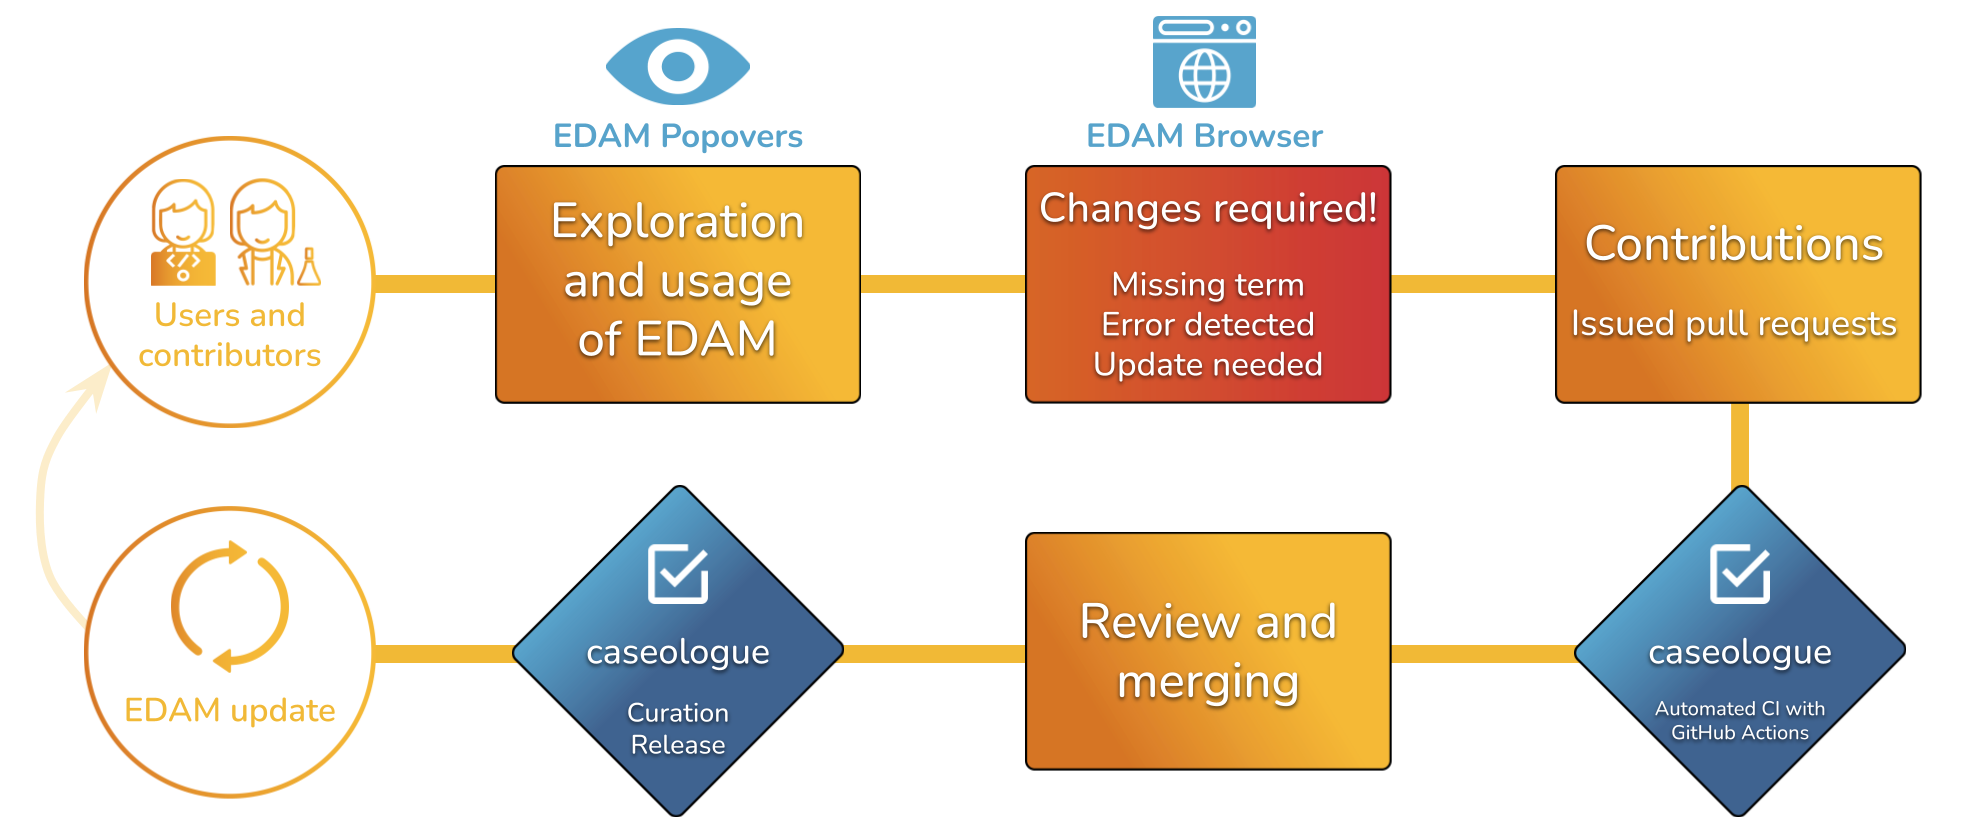 EDAM Popovers
EDAM Browser
Users and
contributors
Exploration
and usage
of EDAM
Changes required!
Missing term
Error detected
Update needed
Contributions
Issued pull requests
caseologue
Automated CI with
GitHub Actions
Review and
merging
caseologue
Curation
Release
EDAM update